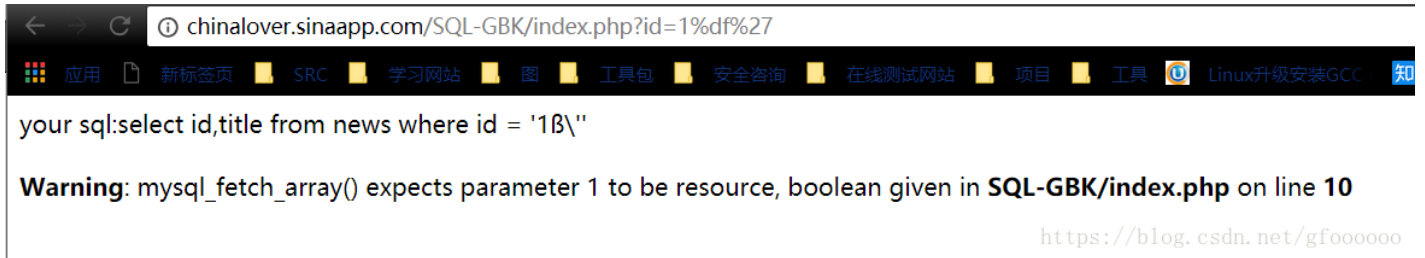 chinalover.sinaapp.com/SQL-GBK/index.php?id=1%df%27
应用 新标签页 SRC 学习网站 图 工具包 安全咨询 在线测试网站 项目 工具 Linux升级安装GCC 知
your sql:select id,title from news where id = '1ß\''
Warning: mysql_fetch_array() expects parameter 1 to be resource, boolean given in SQL-GBK/index.php on line 10
https://blog.csdn.net/gfoooooo